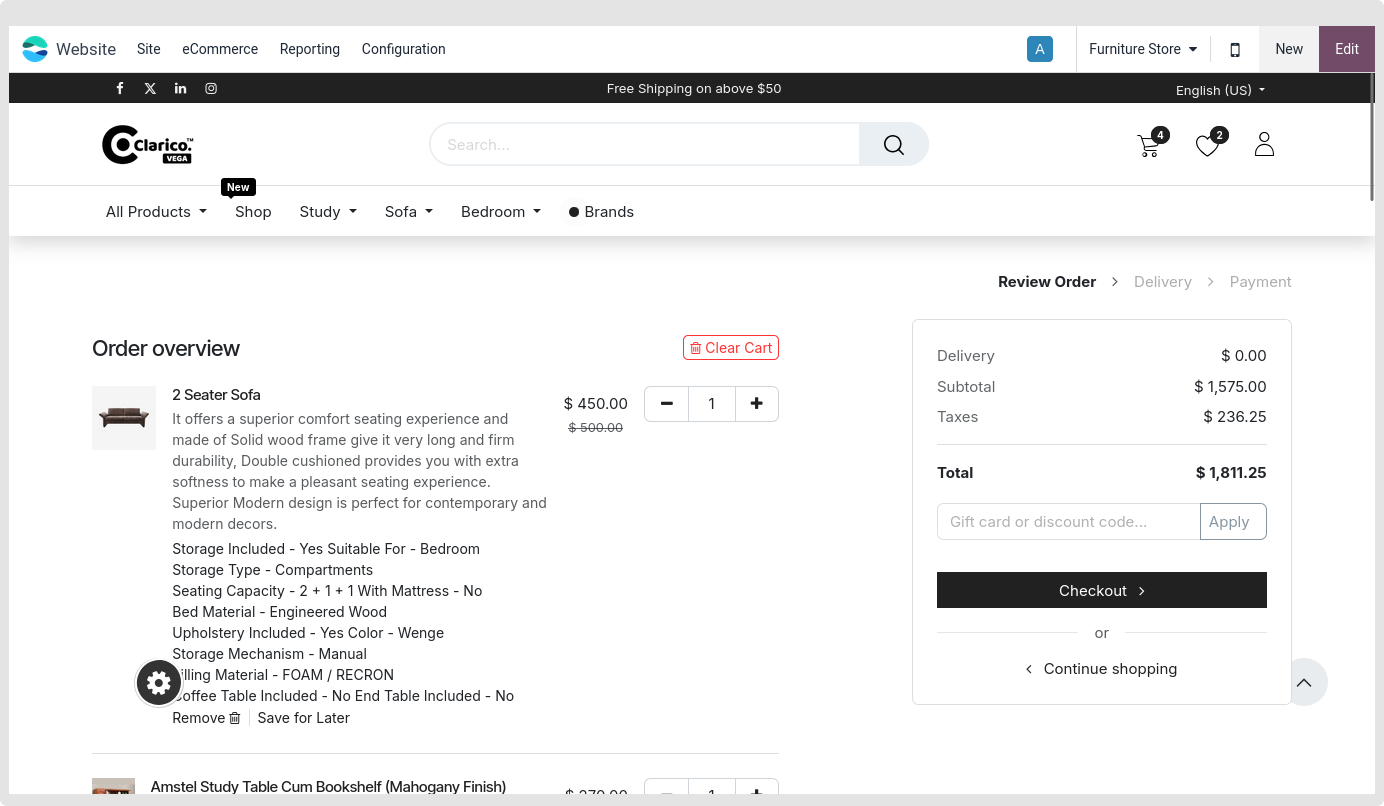 Website Site eCommerce Reporting Configuration A Furniture Store New Edit
Free Shipping on above $50 English (US)
Clarico.™ VEGA Search... 4 2
New
All Products Shop Study Sofa Bedroom Brands
Review Order Delivery Payment
Order overview Clear Cart
2 Seater Sofa
It offers a superior comfort seating experience and
made of Solid wood frame give it very long and firm
durability, Double cushioned provides you with extra
softness to make a pleasant seating experience.
Superior Modern design is perfect for contemporary and
modern decors.
Storage Included - Yes Suitable For - Bedroom
Storage Type - Compartments
Seating Capacity - 2 + 1 + 1 With Mattress - No
Bed Material - Engineered Wood
Upholstery Included - Yes Color - Wenge
Storage Mechanism - Manual
illing Material - FOAM / RECRON
offee Table Included - No End Table Included - No
Remove Save for Later
$ 450.00 1
$ 500.00
Amstel Study Table Cum Bookshelf (Mahogany Finish)
$ 270.00 1
Delivery $ 0.00
Subtotal $ 1,575.00
Taxes $ 236.25
Total $ 1,811.25
Gift card or discount code... Apply
Checkout
or
Continue shopping